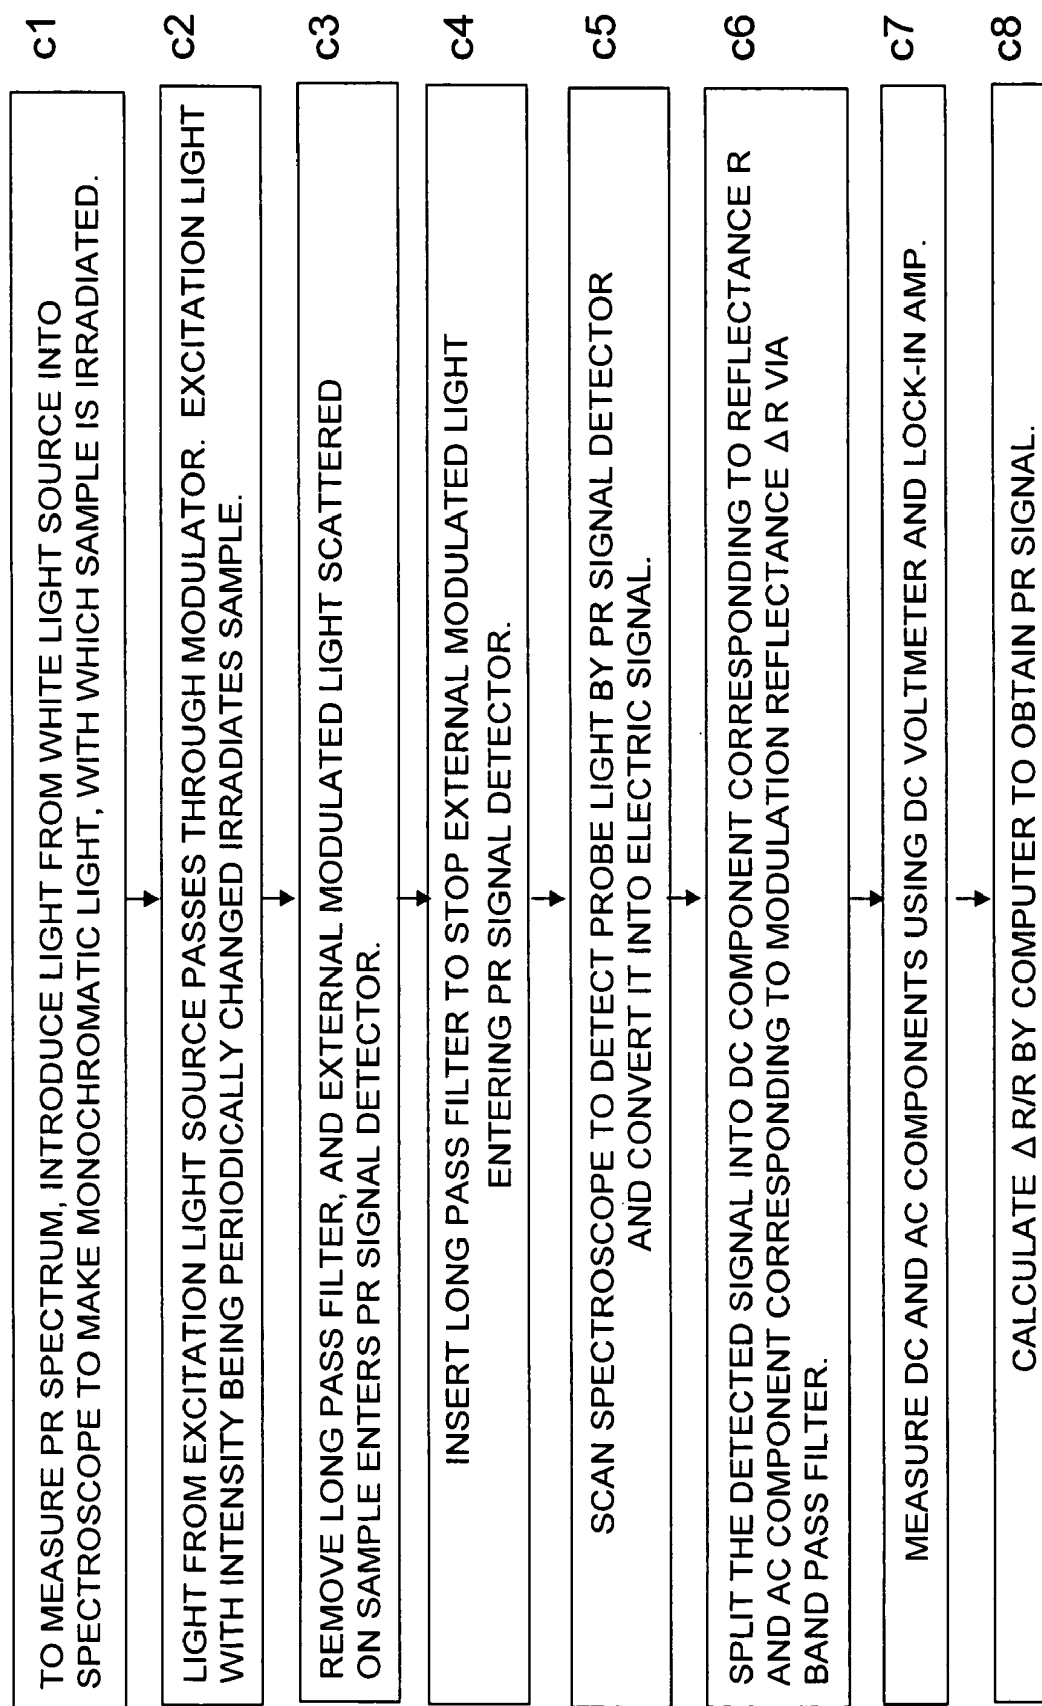 TO MEASURE PR SPECTRUM, INTRODUCE LIGHT FROM WHITE LIGHT SOURCE INTO
SPECTROSCOPE TO MAKE MONOCHROMATIC LIGHT, WITH WHICH SAMPLE IS IRRADIATED.
c1
LIGHT FROM EXCITATION LIGHT SOURCE PASSES THROUGH MODULATOR. EXCITATION LIGHT
WITH INTENSITY BEING PERIODICALLY CHANGED IRRADIATES SAMPLE.
c2
REMOVE LONG PASS FILTER, AND EXTERNAL MODULATED LIGHT SCATTERED
ON SAMPLE ENTERS PR SIGNAL DETECTOR.
c3
INSERT LONG PASS FILTER TO STOP EXTERNAL MODULATED LIGHT
ENTERING PR SIGNAL DETECTOR.
c4
SCAN SPECTROSCOPE TO DETECT PROBE LIGHT BY PR SIGNAL DETECTOR
AND CONVERT IT INTO ELECTRIC SIGNAL.
c5
SPLIT THE DETECTED SIGNAL INTO DC COMPONENT CORRESPONDING TO REFLECTANCE R
AND AC COMPONENT CORRESPONDING TO MODULATION REFLECTANCE ΔR VIA
BAND PASS FILTER.
c6
MEASURE DC AND AC COMPONENTS USING DC VOLTMETER AND LOCK-IN AMP.
c7
CALCULATE ΔR/R BY COMPUTER TO OBTAIN PR SIGNAL.
c8